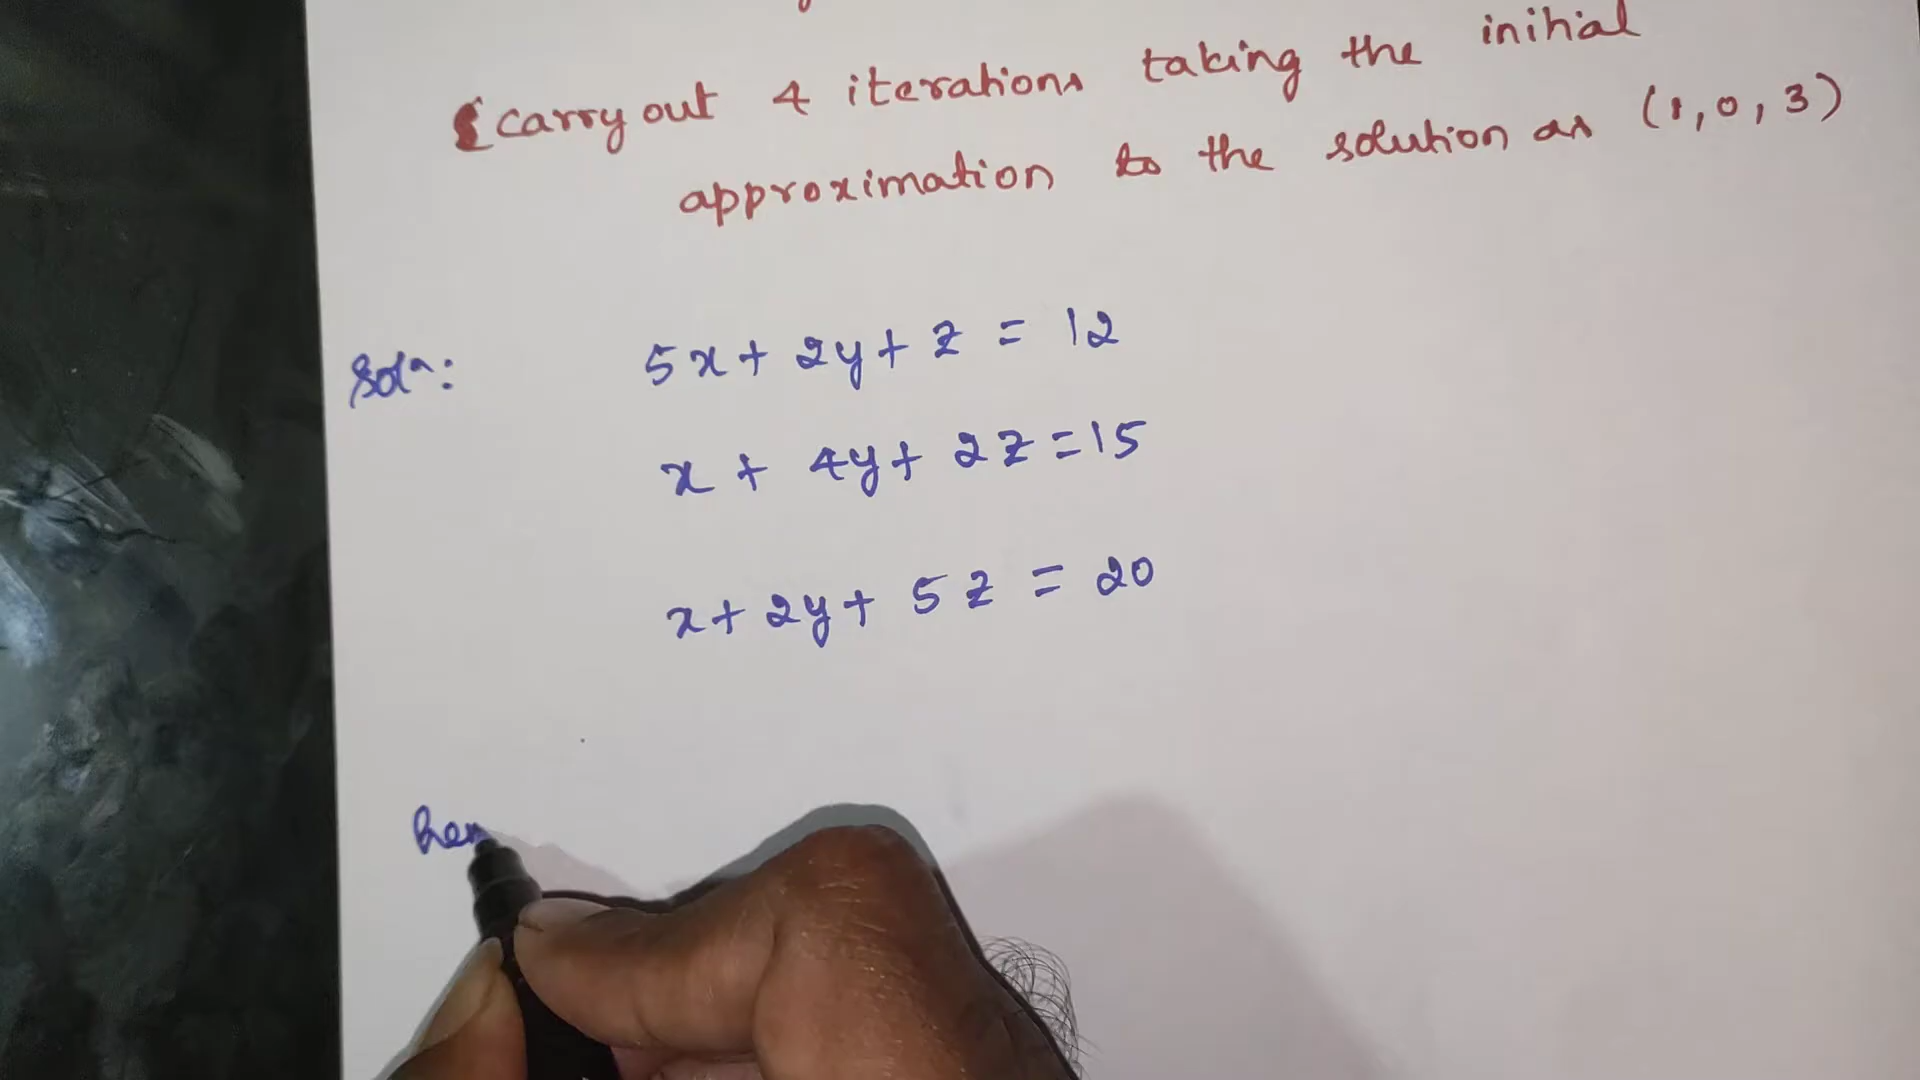 (carry out 4 iterations taking the initial
approximation to the solution as (1, 0, 3)
Soln: 5x + 2y + z = 12
x + 4y + 2z = 15
x + 2y + 5z = 20